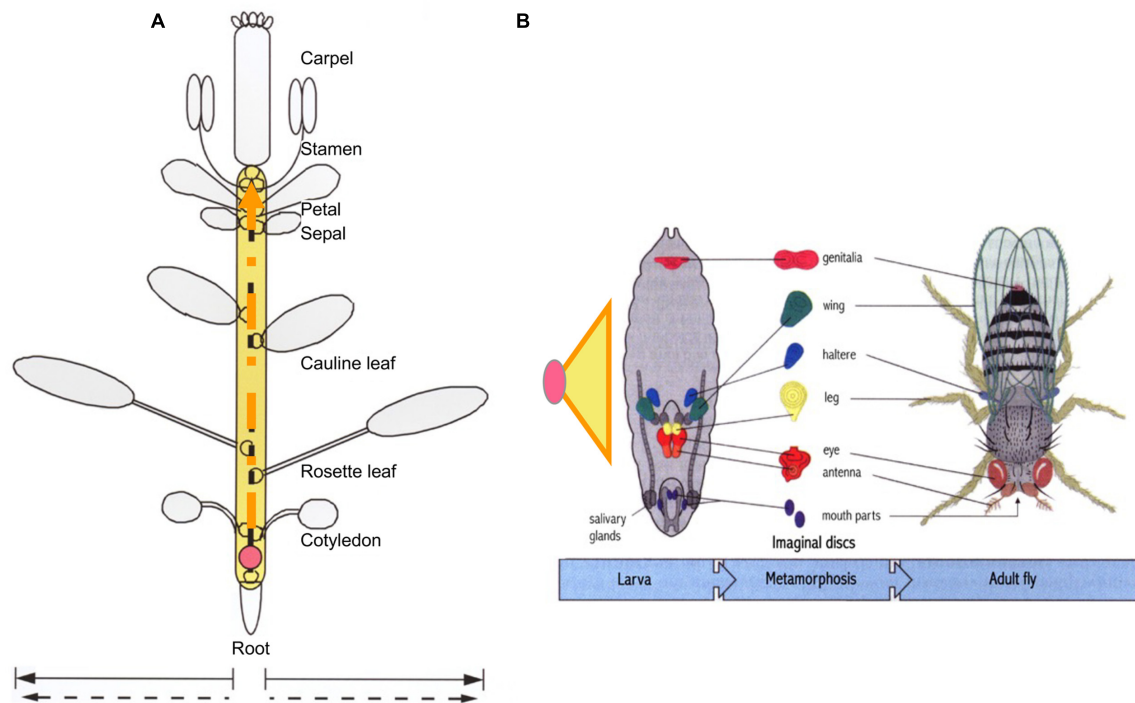 A
Carpel
Stamen
Petal
Sepal
Cauline leaf
Rosette leaf
Cotyledon
Root
B
genitalia
wing
haltere
leg
eye
antenna
mouth parts
salivary
glands
Imaginal discs
Larva
Metamorphosis
Adult fly